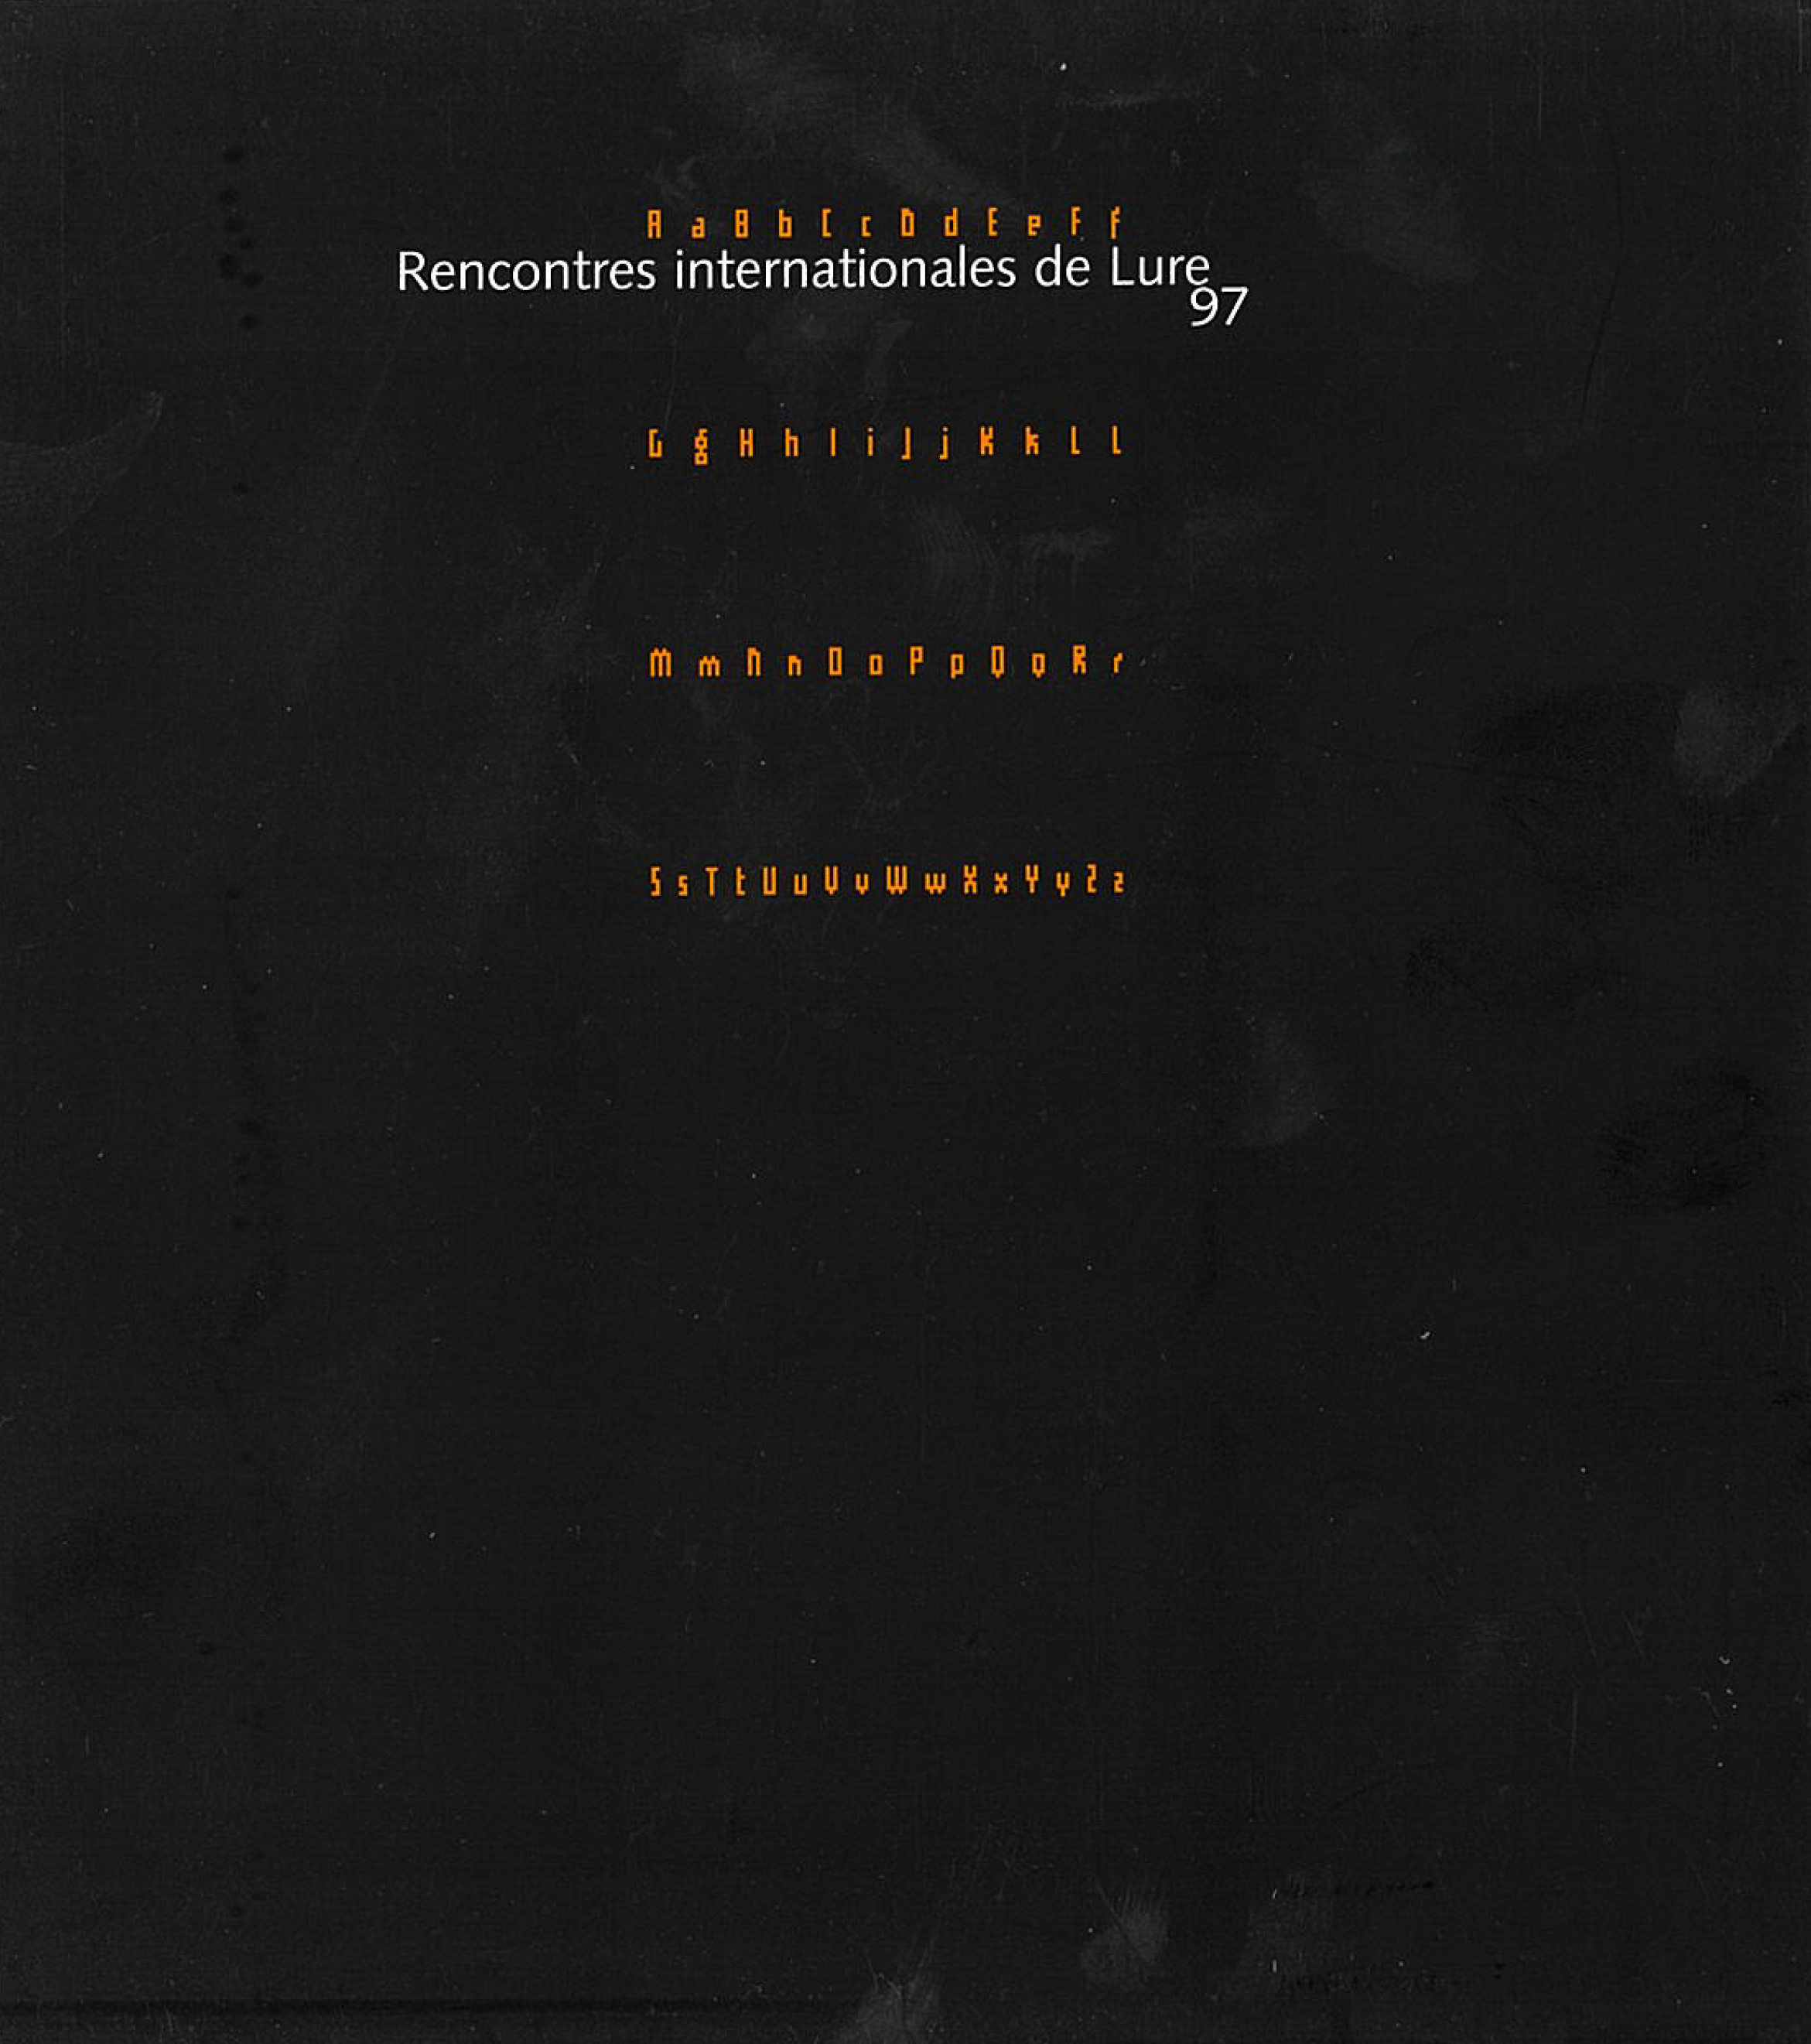 A a B b C c D d E e F f
Rencontres internationales de Lure
97
G g H h I i J j K k L l
M m N n O o P p Q q R r
S s T t U u V v W w X x Y y Z z